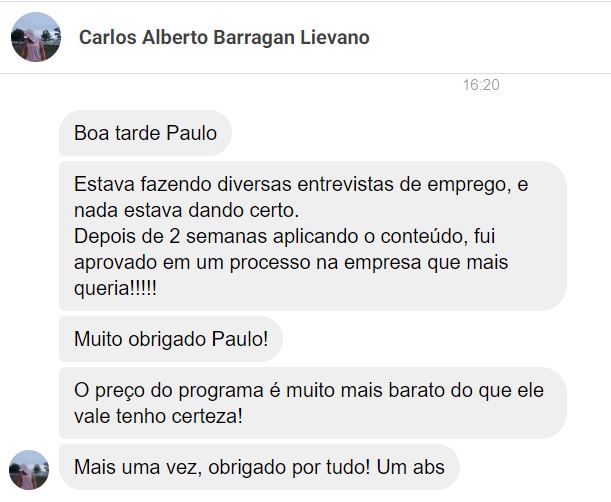 Carlos Alberto Barragan Lievano
16:20
Boa tarde Paulo
Estava fazendo diversas entrevistas de emprego, e
nada estava dando certo.
Depois de 2 semanas aplicando o conteúdo, fui
aprovado em um processo na empresa que mais
queria!!!!!
Muito obrigado Paulo!
O preço do programa é muito mais barato do que ele
vale tenho certeza!
Mais uma vez, obrigado por tudo! Um abs